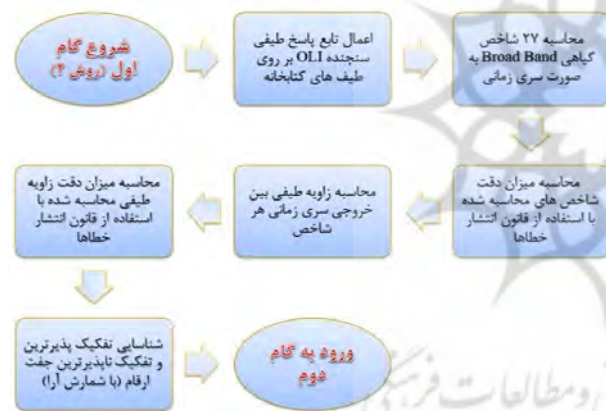 شروع گام
اول (روش ۲)
اعمال تابع پاسخ طیفی
سنجنده OLI بر روی
طیف های کتابخانه
محاسبه ۲۷ شاخص
گیاهی Broad Band به
صورت سری زمانی
محاسبه میزان دقت
شاخص های محاسبه شده
با استفاده از قانون انتشار
خطاها
محاسبه زاویه طیفی بین
خروجی سری زمانی هر
شاخص
محاسبه میزان دقت زاویه
طیفی محاسبه شده با
استفاده از قانون انتشار
خطاها
شناسایی تفکیک پذیرترین
و تفکیک ناپذیرترین جفت
ارقام (با شمارش آرا)
ورود به گام
دوم
و مطالعات فرهنگی